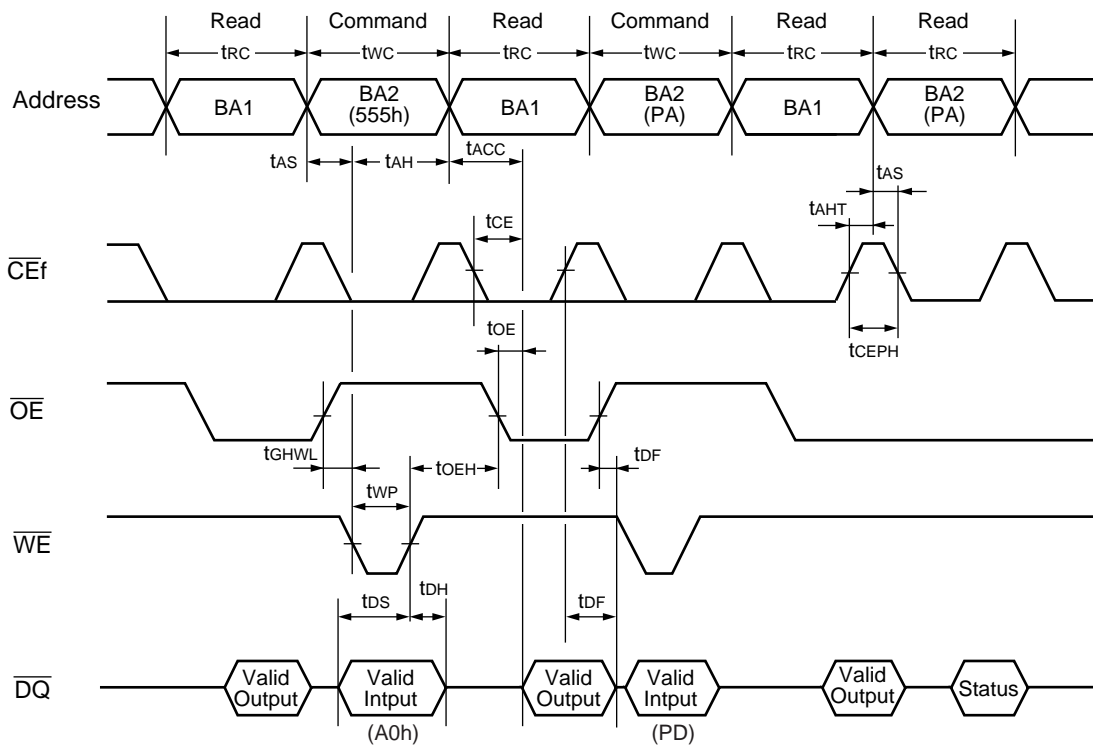 Read Command Read Command Read Read
tRC tWC tRC tWC tRC tRC
Address BA1 BA2 BA1 BA2 BA1 BA2
(555h) (PA) (PA)
tAS tAH tACC
tAS
tAHT
tCE
CEf
tOE
tCEPH
OE
tGHWL tOEH tDF
tWP
WE
tDS tDH tDF
DQ Valid Valid Valid Valid Valid Status
Output Intput Output Intput Output
(A0h) (PD)